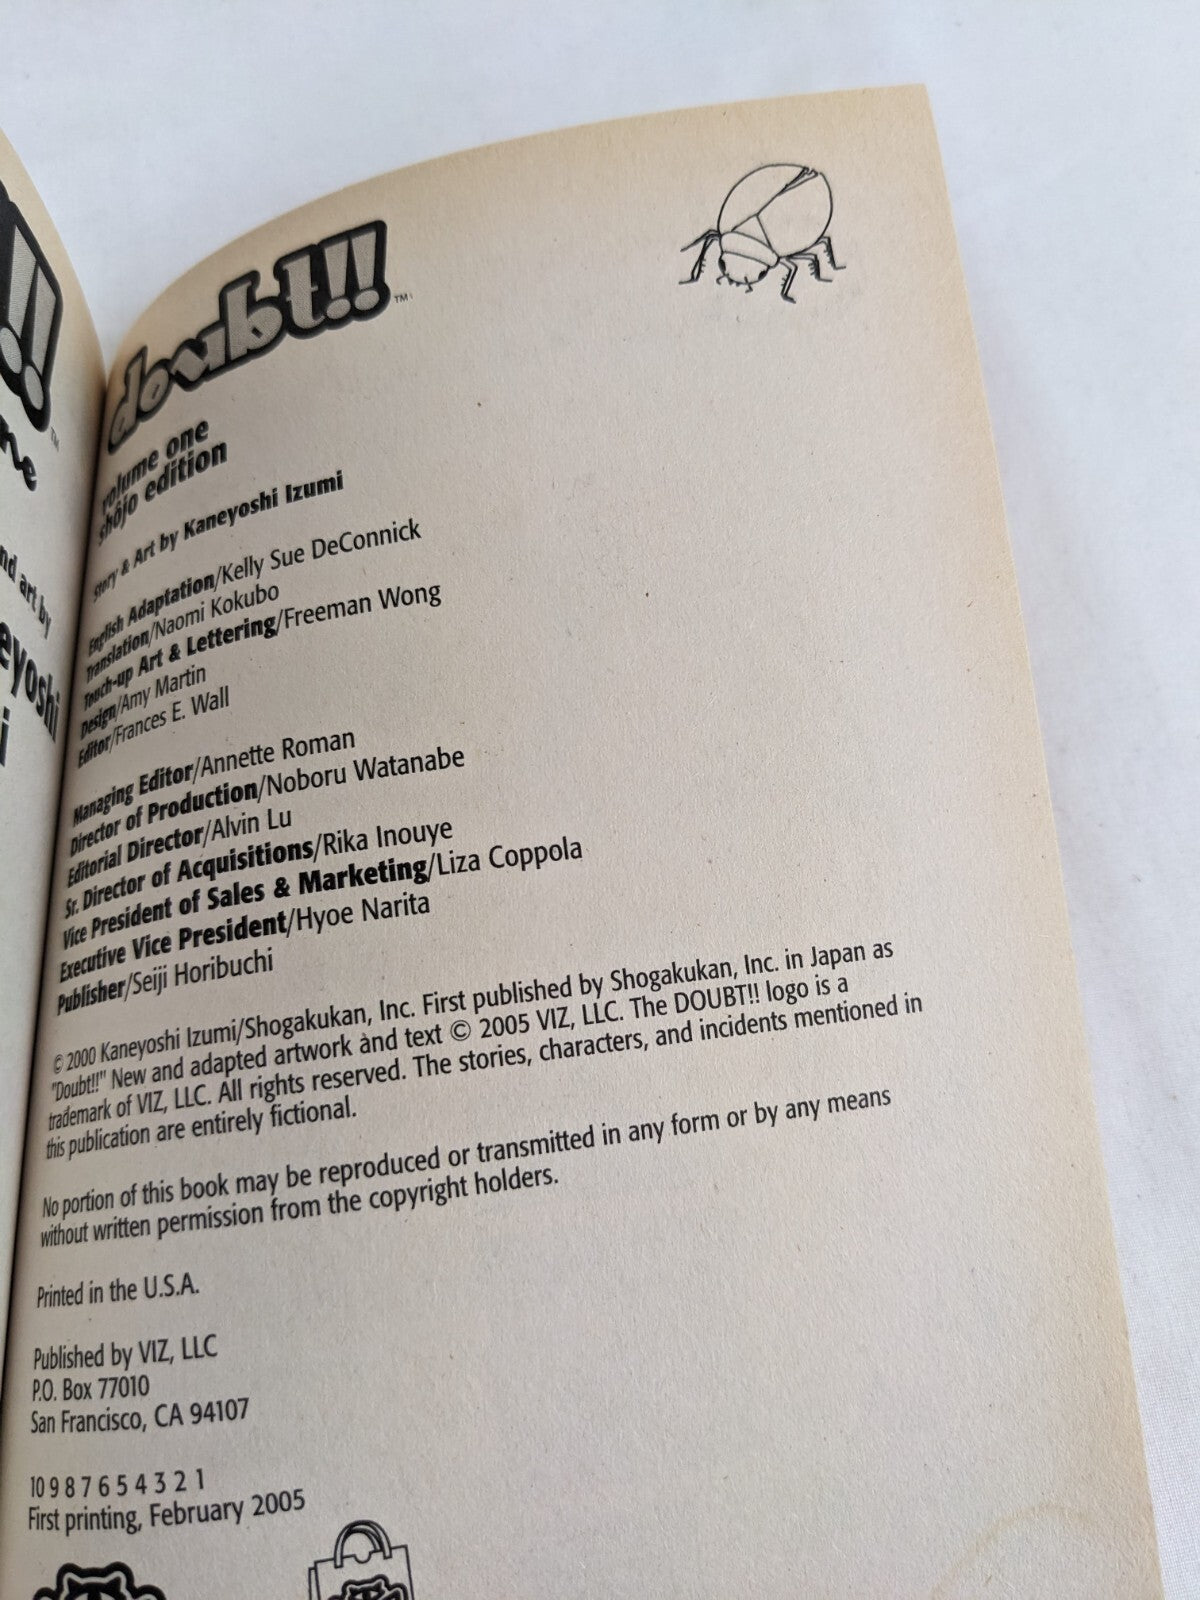 !!
TM
ne
nd art by
eyoshi
i
doubt!!
TM
volume one
shôjo edition
Story & Art by Kaneyoshi Izumi
English Adaptation/Kelly Sue DeConnick
Translation/Naomi Kokubo
Touch-up Art & Lettering/Freeman Wong
Design/Amy Martin
Editor/Frances E. Wall
Managing Editor/Annette Roman
Director of Production/Noboru Watanabe
Editorial Director/Alvin Lu
Sr. Director of Acquisitions/Rika Inouye
Vice President of Sales & Marketing/Liza Coppola
Executive Vice President/Hyoe Narita
Publisher/Seiji Horibuchi
© 2000 Kaneyoshi Izumi/Shogakukan, Inc. First published by Shogakukan, Inc. in Japan as
"Doubt!!" New and adapted artwork and text © 2005 VIZ, LLC. The DOUBT!! logo is a
trademark of VIZ, LLC. All rights reserved. The stories, characters, and incidents mentioned in
this publication are entirely fictional.
No portion of this book may be reproduced or transmitted in any form or by any means
without written permission from the copyright holders.
Printed in the U.S.A.
Published by VIZ, LLC
P.O. Box 77010
San Francisco, CA 94107
10 9 8 7 6 5 4 3 2 1
First printing, February 2005